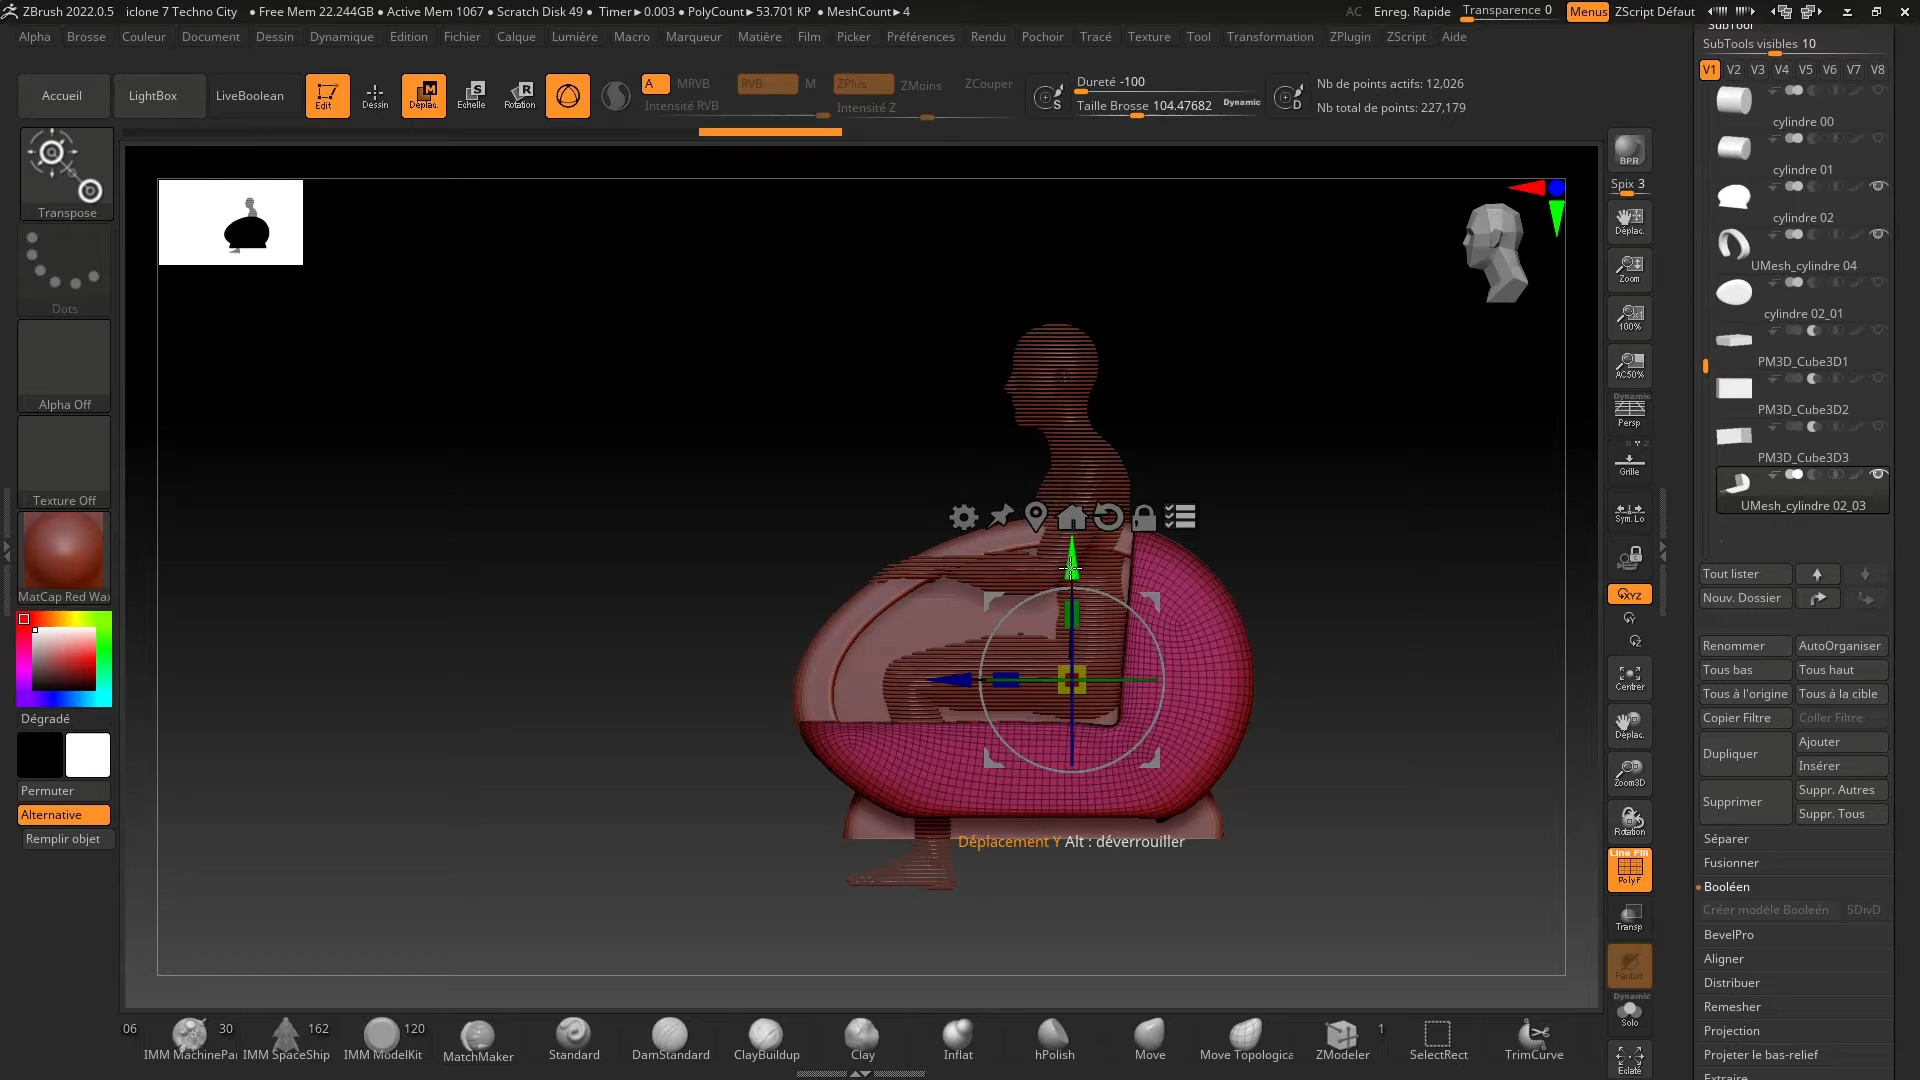 ZBrush 2022.0.5 iclone 7 Techno City • Free Mem 22.244GB • Active Mem 1067 • Scratch Disk 49 • Timer►0.003 • PolyCount►53.701 KP • MeshCount►4 AC Enreg. Rapide Transparence 0 Menus ZScript Défaut
Alpha Brosse Couleur Document Dessin Dynamique Edition Fichier Calque Lumière Macro Marqueur Matière Film Picker Préférences Rendu Pochoir Tracé Texture Tool Transformation ZPlugin ZScript Aide
SubTool
SubTools visibles 10
V1 V2 V3 V4 V5 V6 V7 V8
Accueil LightBox LiveBoolean Edit Dessin Déplac. Echelle Rotation
A MRVB RVB M ZPlus ZMoins ZCouper
Intensité RVB Intensité Z
Dureté -100
Taille Brosse 104.47682 Dynamic
Nb de points actifs: 12,026
Nb total de points: 227,179
Transpose
Dots
Alpha Off
Texture Off
MatCap Red Wax
Dégradé
Permuter
Alternative
Remplir objet
Déplacement Y Alt : déverrouiller
BPR
Spix 3
Déplac.
Zoom
100%
AC50%
Dynamic
Persp
Grille
Sym.Lo
XYZ
Centrer
Déplac.
Zoom3D
Rotation
Line Fill
PolyF
Transp
Fantom
Dynamic
Solo
Eclaté
cylindre 00
cylindre 01
cylindre 02
UMesh_cylindre 04
cylindre 02_01
PM3D_Cube3D1
PM3D_Cube3D2
PM3D_Cube3D3
UMesh_cylindre 02_03
Tout lister
Nouv. Dossier
Renommer AutoOrganiser
Tous bas Tous haut
Tous à l'origine Tous à la cible
Copier Filtre Coller Filtre
Dupliquer Ajouter
Insérer
Supprimer Suppr. Autres
Suppr. Tous
Séparer
Fusionner
Booléen
Créer modèle Booleén SDivD
BevelPro
Aligner
Distribuer
Remesher
Projection
Projeter le bas-relief
Extraire
06 30 162 120 1
IMM MachinePar IMM SpaceShip IMM ModelKit MatchMaker Standard DamStandard ClayBuildup Clay Inflat hPolish Move Move Topologica ZModeler SelectRect TrimCurve